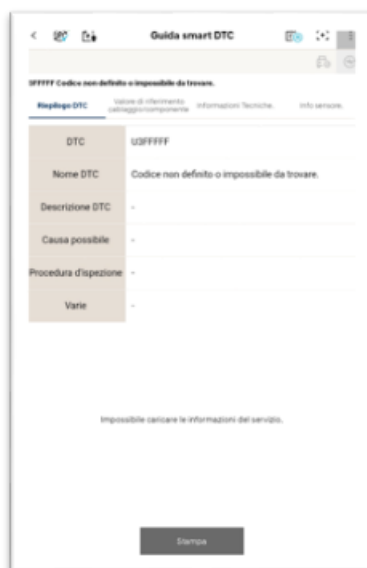 Guida smart DTC
3FFFFF Codice non definito o impossibile da trovare.
Riepilogo DTC
Valore di riferimento cablaggio/componente
Informazioni Tecniche.
Info sensore.
DTC
U3FFFFF
Nome DTC
Codice non definito o impossibile da trovare.
Descrizione DTC
-
Causa possibile
-
Procedura d'ispezione
-
Varie
-
Impossibile caricare le informazioni del servizio.
Stampa